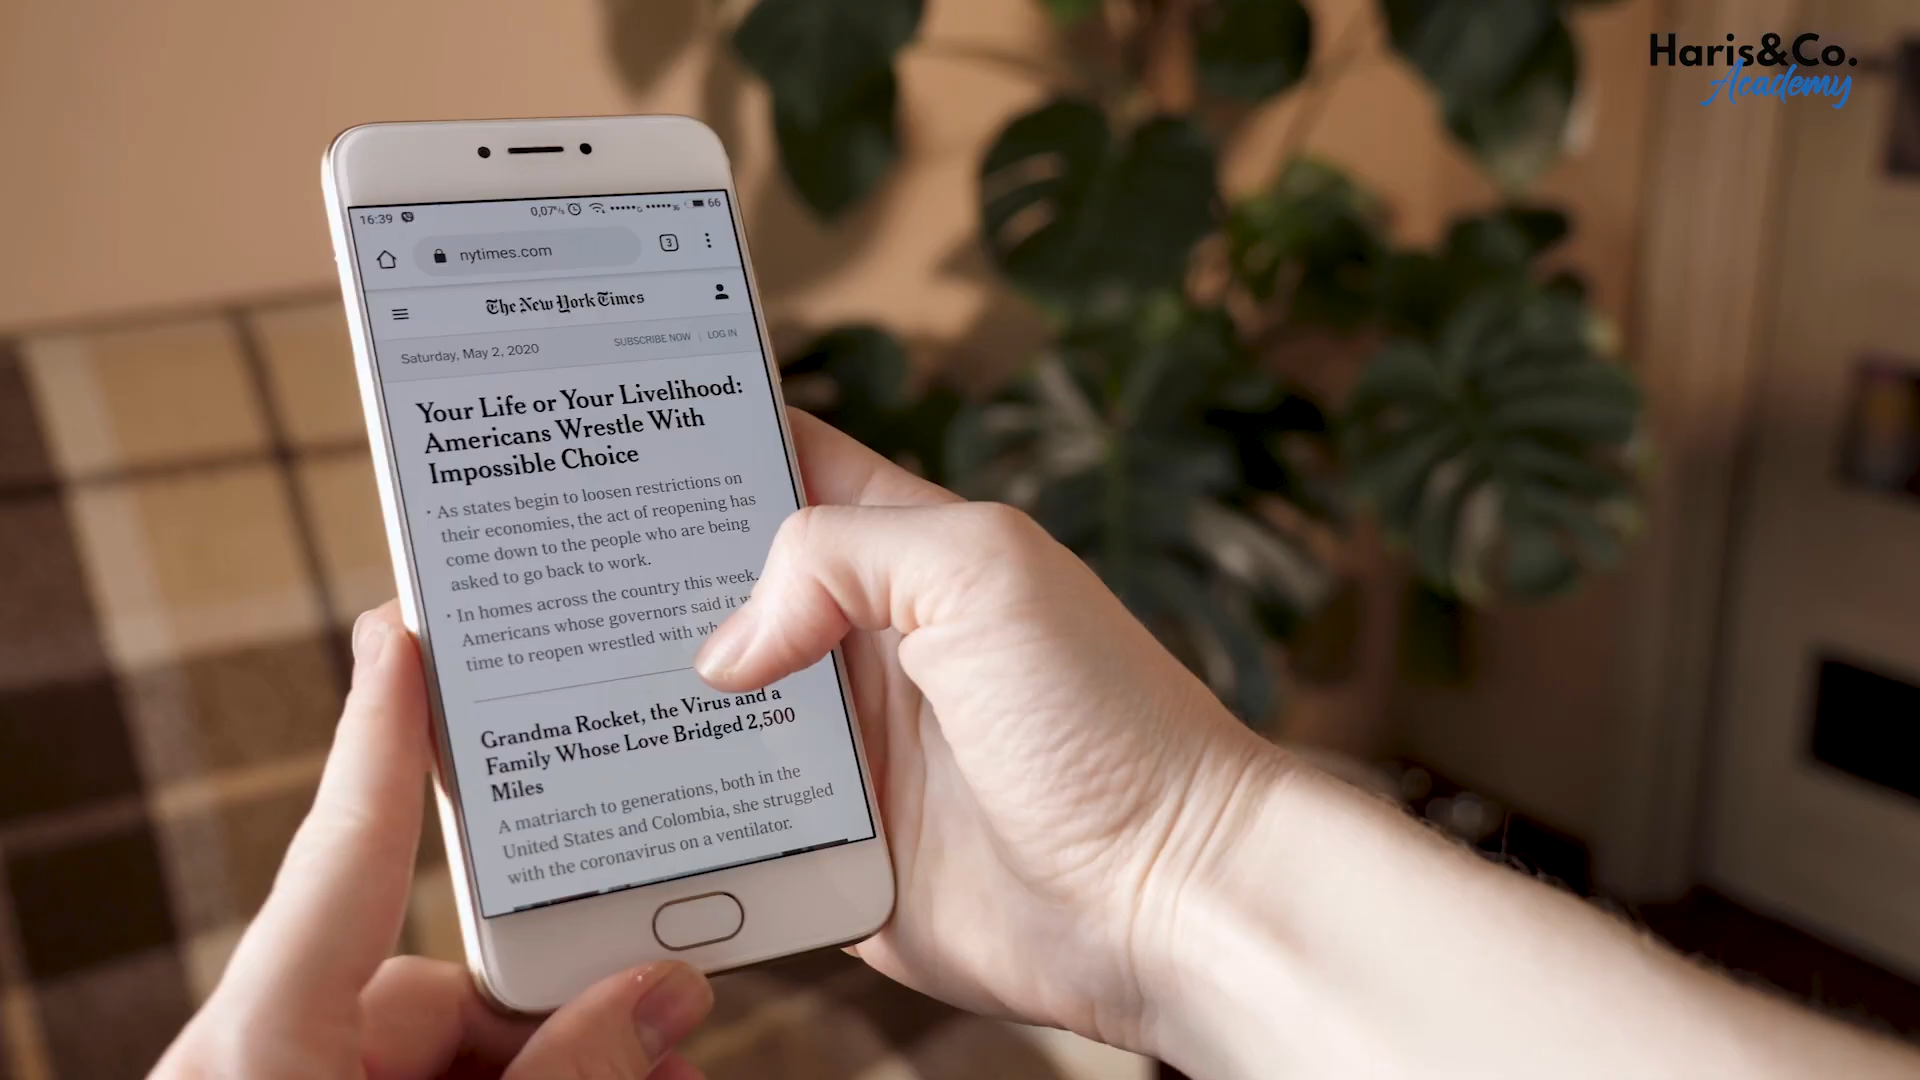 Haris&Co.
Academy
16:39
66
3
nytimes.com
The New York Times
Saturday, May 2, 2020
SUBSCRIBE NOW | LOG IN
Your Life or Your Livelihood:
Americans Wrestle With
Impossible Choice
• As states begin to loosen restrictions on
their economies, the act of reopening has
come down to the people who are being
asked to go back to work.
• In homes across the country this week,
Americans whose governors said it
time to reopen wrestled with
Grandma Rocket, the Virus and a
Family Whose Love Bridged 2,500
Miles
A matriarch to generations, both in the
United States and Colombia, she struggled
with the coronavirus on a ventilator.